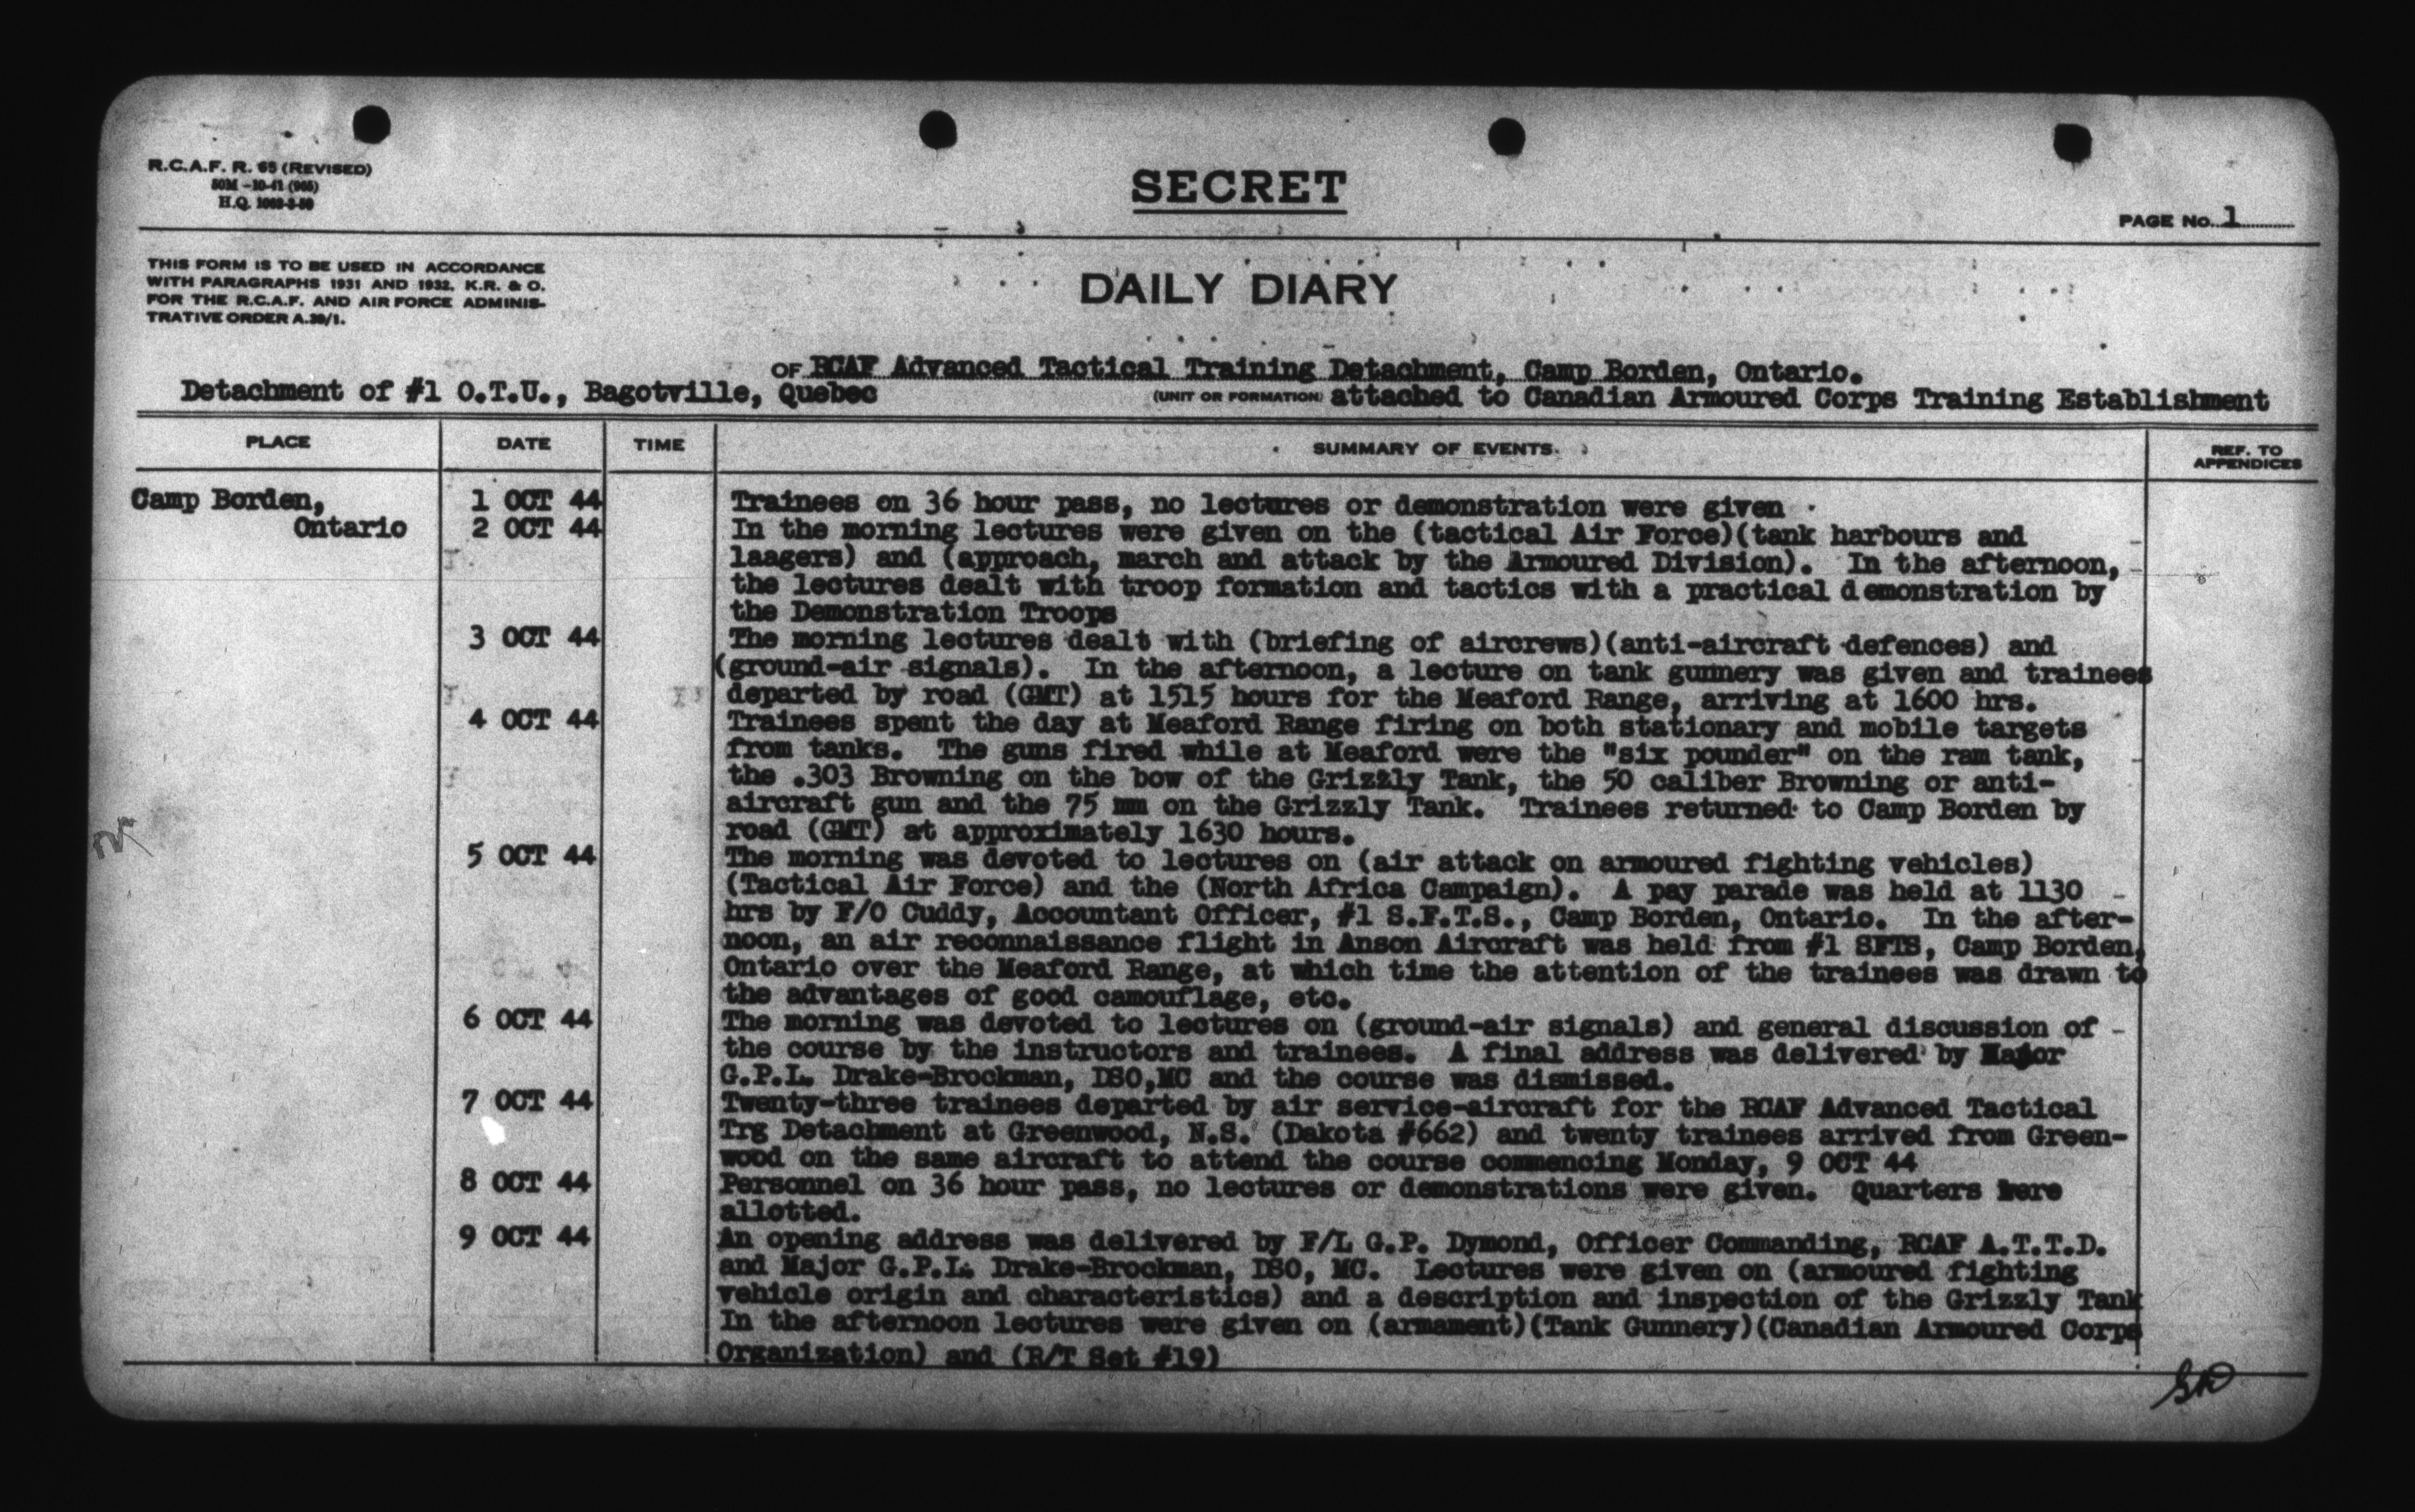 R.C.A.F. R. 65 (REVISED)
50M-10-41 (965)
H.Q.
SECRET
PAGE No. 1
THIS FORM IS TO BE USED IN ACCORDANCE
WITH PARAGRAPHS 1931 AND 1932, K.R. & O.
FOR THE R.C.A.F. AND AIR FORCE ADMINIS-
TRATIVE ORDER A.39/1.
DAILY DIARY
OF RCAF Advanced Tactical Training Detachment, Camp Borden, Ontario.
Detachment of #1 O.T.U., Bagotville, Quebec (UNIT OR FORMATION) attached to Canadian Armoured Corps Training Establishment
PLACE DATE TIME SUMMARY OF EVENTS. REF. TO APPENDICES
Camp Borden, 1 OCT 44 Trainees on 36 hour pass, no lectures or demonstration were given
Ontario 2 OCT 44 In the morning lectures were given on the (tactical Air Force)(tank harbours and
laagers) and (approach, march and attack by the Armoured Division). In the afternoon,
the lectures dealt with troop formation and tactics with a practical demonstration by
the Demonstration Troops
3 OCT 44 The morning lectures dealt with (briefing of aircrews)(anti-aircraft defences) and
(ground-air signals). In the afternoon, a lecture on tank gunnery was given and trainees
departed by road (GMT) at 1515 hours for the Meaford Range, arriving at 1600 hrs.
4 OCT 44 Trainees spent the day at Meaford Range firing on both stationary and mobile targets
from tanks. The guns fired while at Meaford were the "six pounder" on the ram tank,
the .303 Browning on the bow of the Grizzly Tank, the 50 caliber Browning or anti-
aircraft gun and the 75 mm on the Grizzly Tank. Trainees returned to Camp Borden by
road (GMT) at approximately 1630 hours.
5 OCT 44 The morning was devoted to lectures on (air attack on armoured fighting vehicles)
(Tactical Air Force) and the (North Africa Campaign). A pay parade was held at 1130
hrs by F/O Cuddy, Accountant Officer, #1 S.F.T.S., Camp Borden, Ontario. In the after-
noon, an air reconnaissance flight in Anson Aircraft was held from #1 SFTS, Camp Borden,
Ontario over the Meaford Range, at which time the attention of the trainees was drawn to
the advantages of good camouflage, etc.
6 OCT 44 The morning was devoted to lectures on (ground-air signals) and general discussion of
the course by the instructors and trainees. A final address was delivered by Major
G.P.L. Drake-Brockman, DSO,MC and the course was dismissed.
7 OCT 44 Twenty-three trainees departed by air service-aircraft for the RCAF Advanced Tactical
Trg Detachment at Greenwood, N.S. (Dakota #662) and twenty trainees arrived from Green-
wood on the same aircraft to attend the course commencing Monday, 9 OCT 44
8 OCT 44 Personnel on 36 hour pass, no lectures or demonstrations were given. Quarters were
allotted.
9 OCT 44 An opening address was delivered by F/L G.P. Dymond, Officer Commanding, RCAF A.T.T.D.
and Major G.P.L. Drake-Brockman, DSO, MC. Lectures were given on (armoured fighting
vehicle origin and characteristics) and a description and inspection of the Grizzly Tank
In the afternoon lectures were given on (armament)(Tank Gunnery)(Canadian Armoured Corps
Organization) and (R/T Set #19)